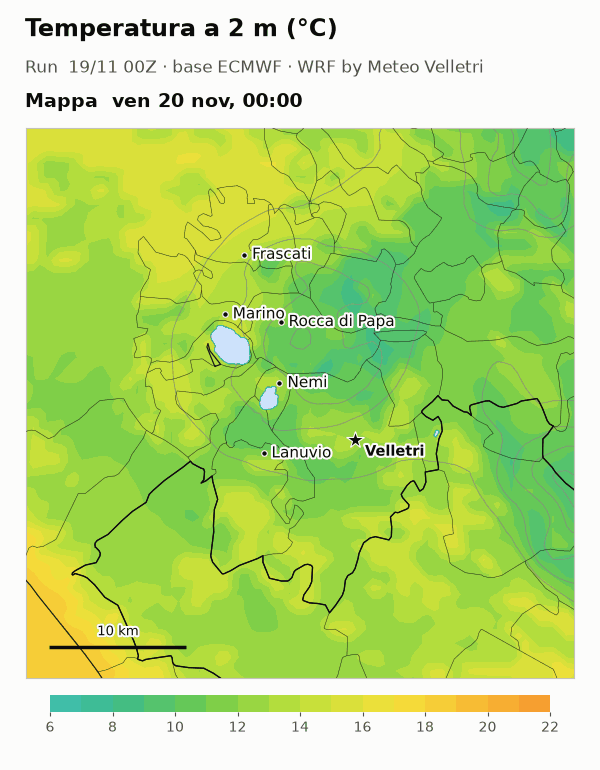 Temperatura a 2 m (°C)
Run  19/11 00Z · base ECMWF · WRF by Meteo Velletri
Mappa  ven 20 nov, 00:00
Frascati
Marino
Rocca di Papa
Nemi
Velletri
Lanuvio
10 km
6 8 10 12 14 16 18 20 22